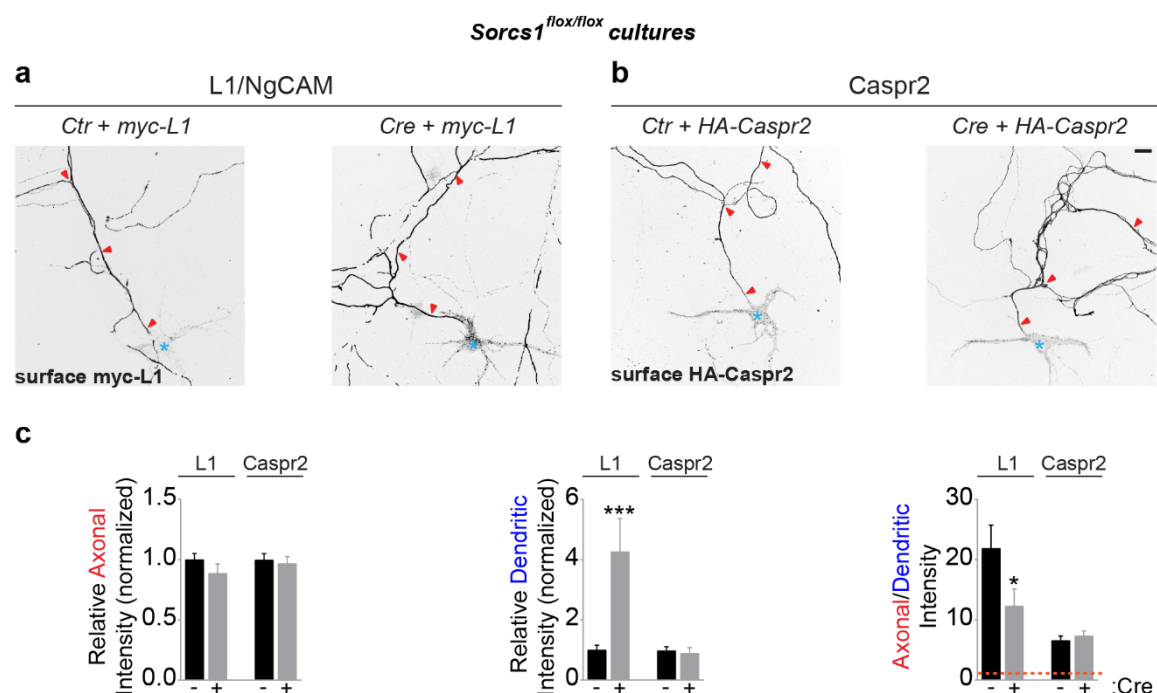 Sorcs1flox/flox cultures
a
L1/NgCAM
b
Caspr2
Ctr + myc-L1
Cre + myc-L1
Ctr + HA-Caspr2
Cre + HA-Caspr2
*
*
*
*
surface myc-L1
surface HA-Caspr2
c
L1 Caspr2
Relative Axonal
Intensity (normalized)
1.5
1.0
0.5
0.0
- + - +
L1 Caspr2
Relative Dendritic
Intensity (normalized)
6
4
2
0
***
- + - +
L1 Caspr2
Axonal/Dendritic
Intensity
30
20
10
0
*
- + - + :Cre